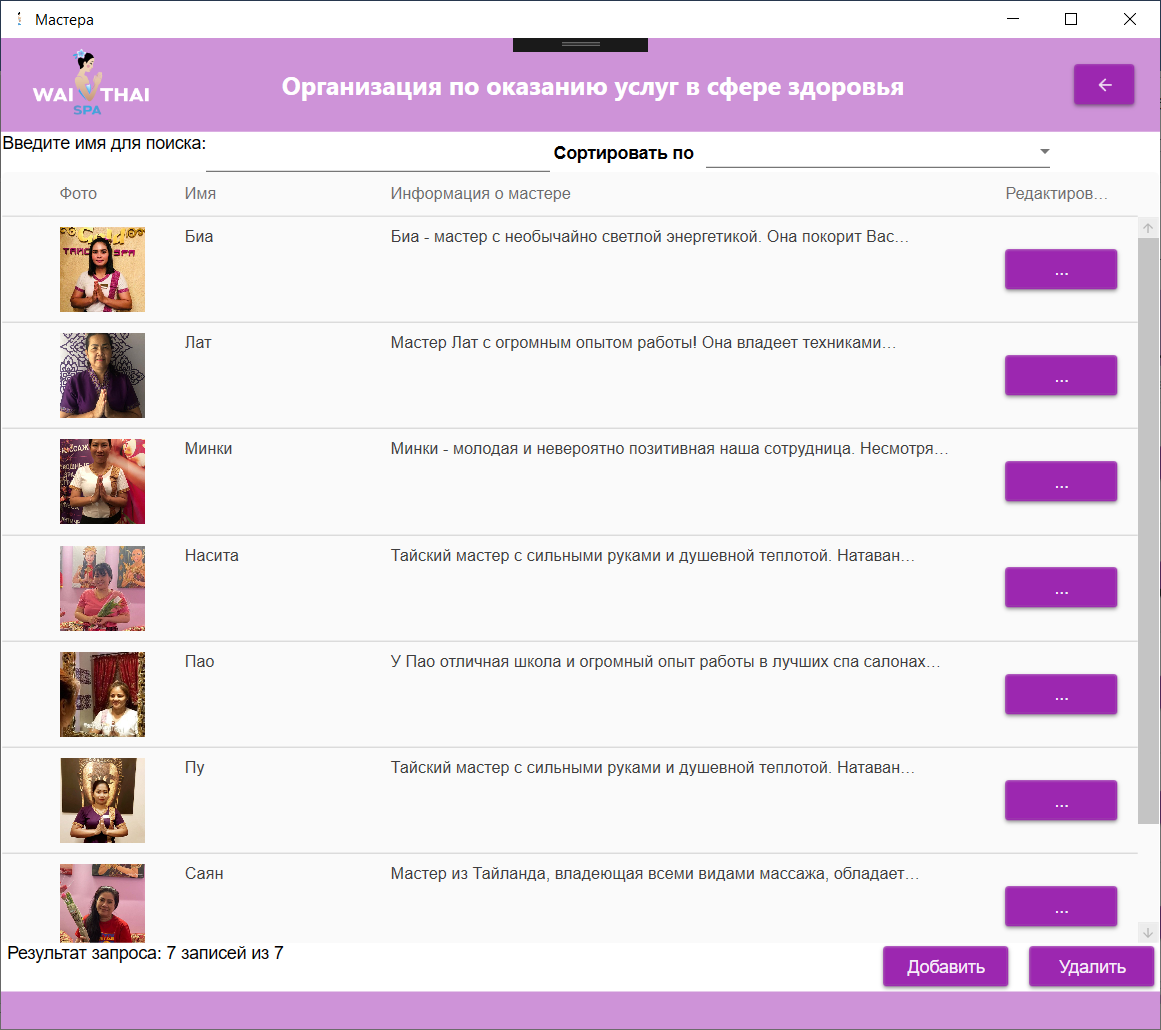 Мастера
WAI THAI
SPA
Организация по оказанию услуг в сфере здоровья
Введите имя для поиска:
Сортировать по
Фото Имя Информация о мастере Редактиров...
Биа Биа - мастер с необычайно светлой энергетикой. Она покорит Вас...
...
Лат Мастер Лат с огромным опытом работы! Она владеет техниками...
...
Минки Минки - молодая и невероятно позитивная наша сотрудница. Несмотря...
...
Насита Тайский мастер с сильными руками и душевной теплотой. Натаван...
...
Пао У Пао отличная школа и огромный опыт работы в лучших спа салонах...
...
Пу Тайский мастер с сильными руками и душевной теплотой. Натаван...
...
Саян Мастер из Тайланда, владеющая всеми видами массажа, обладает...
...
Результат запроса: 7 записей из 7
Добавить Удалить